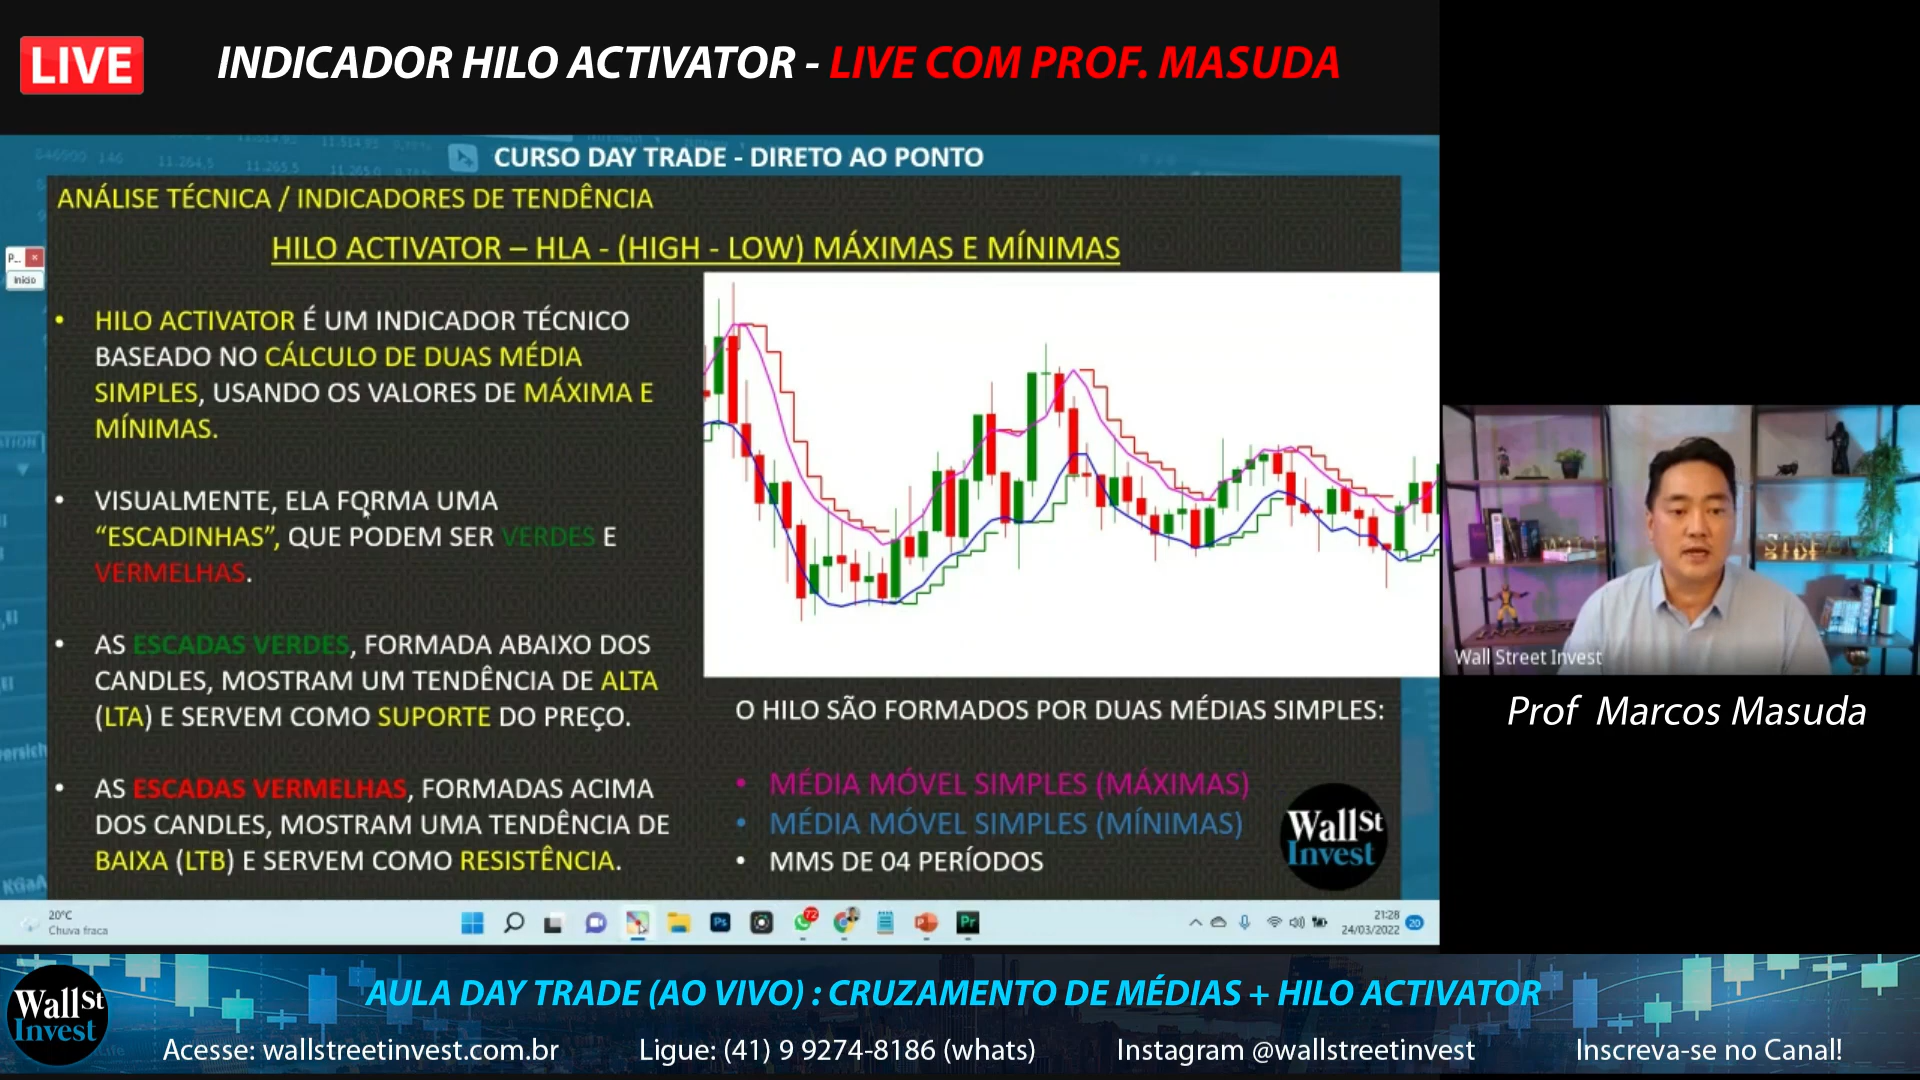 LIVE
INDICADOR HILO ACTIVATOR - LIVE COM PROF. MASUDA
CURSO DAY TRADE - DIRETO AO PONTO
ANÁLISE TÉCNICA / INDICADORES DE TENDÊNCIA
HILO ACTIVATOR – HLA - (HIGH - LOW) MÁXIMAS E MÍNIMAS
P...
Início
• HILO ACTIVATOR É UM INDICADOR TÉCNICO
BASEADO NO CÁLCULO DE DUAS MÉDIA
SIMPLES, USANDO OS VALORES DE MÁXIMA E
MÍNIMAS.
• VISUALMENTE, ELA FORMA UMA
“ESCADINHAS”, QUE PODEM SER VERDES E
VERMELHAS.
• AS ESCADAS VERDES, FORMADA ABAIXO DOS
CANDLES, MOSTRAM UM TENDÊNCIA DE ALTA
(LTA) E SERVEM COMO SUPORTE DO PREÇO.
• AS ESCADAS VERMELHAS, FORMADAS ACIMA
DOS CANDLES, MOSTRAM UMA TENDÊNCIA DE
BAIXA (LTB) E SERVEM COMO RESISTÊNCIA.
O HILO SÃO FORMADOS POR DUAS MÉDIAS SIMPLES:
• MÉDIA MÓVEL SIMPLES (MÁXIMAS)
• MÉDIA MÓVEL SIMPLES (MÍNIMAS)
• MMS DE 04 PERÍODOS
WallSt
Invest
Wall Street Invest
Prof Marcos Masuda
20°C
Chuva fraca
Ps
72
Pr
21:28
24/03/2022
20
WallSt
Invest
AULA DAY TRADE (AO VIVO) : CRUZAMENTO DE MÉDIAS + HILO ACTIVATOR
Acesse: wallstreetinvest.com.br
Ligue: (41) 9 9274-8186 (whats)
Instagram @wallstreetinvest
Inscreva-se no Canal!